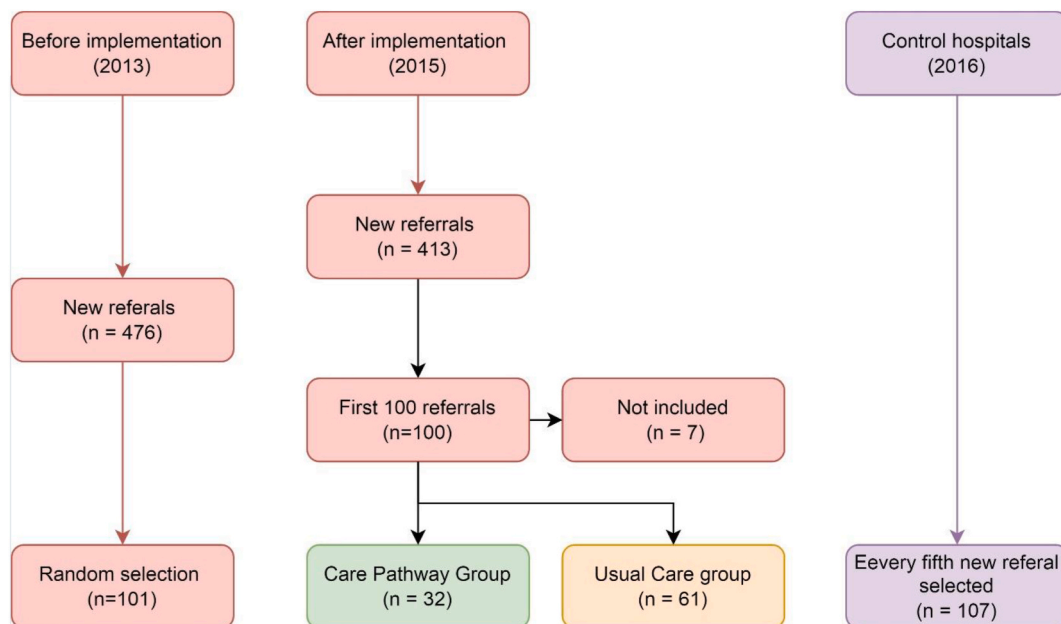 Before implementation
(2013)
After implementation
(2015)
Control hospitals
(2016)
New referrals
(n = 413)
New referals
(n = 476)
First 100 referrals
(n=100)
Not included
(n = 7)
Random selection
(n=101)
Care Pathway Group
(n = 32)
Usual Care group
(n = 61)
Eevery fifth new referal
selected
(n = 107)